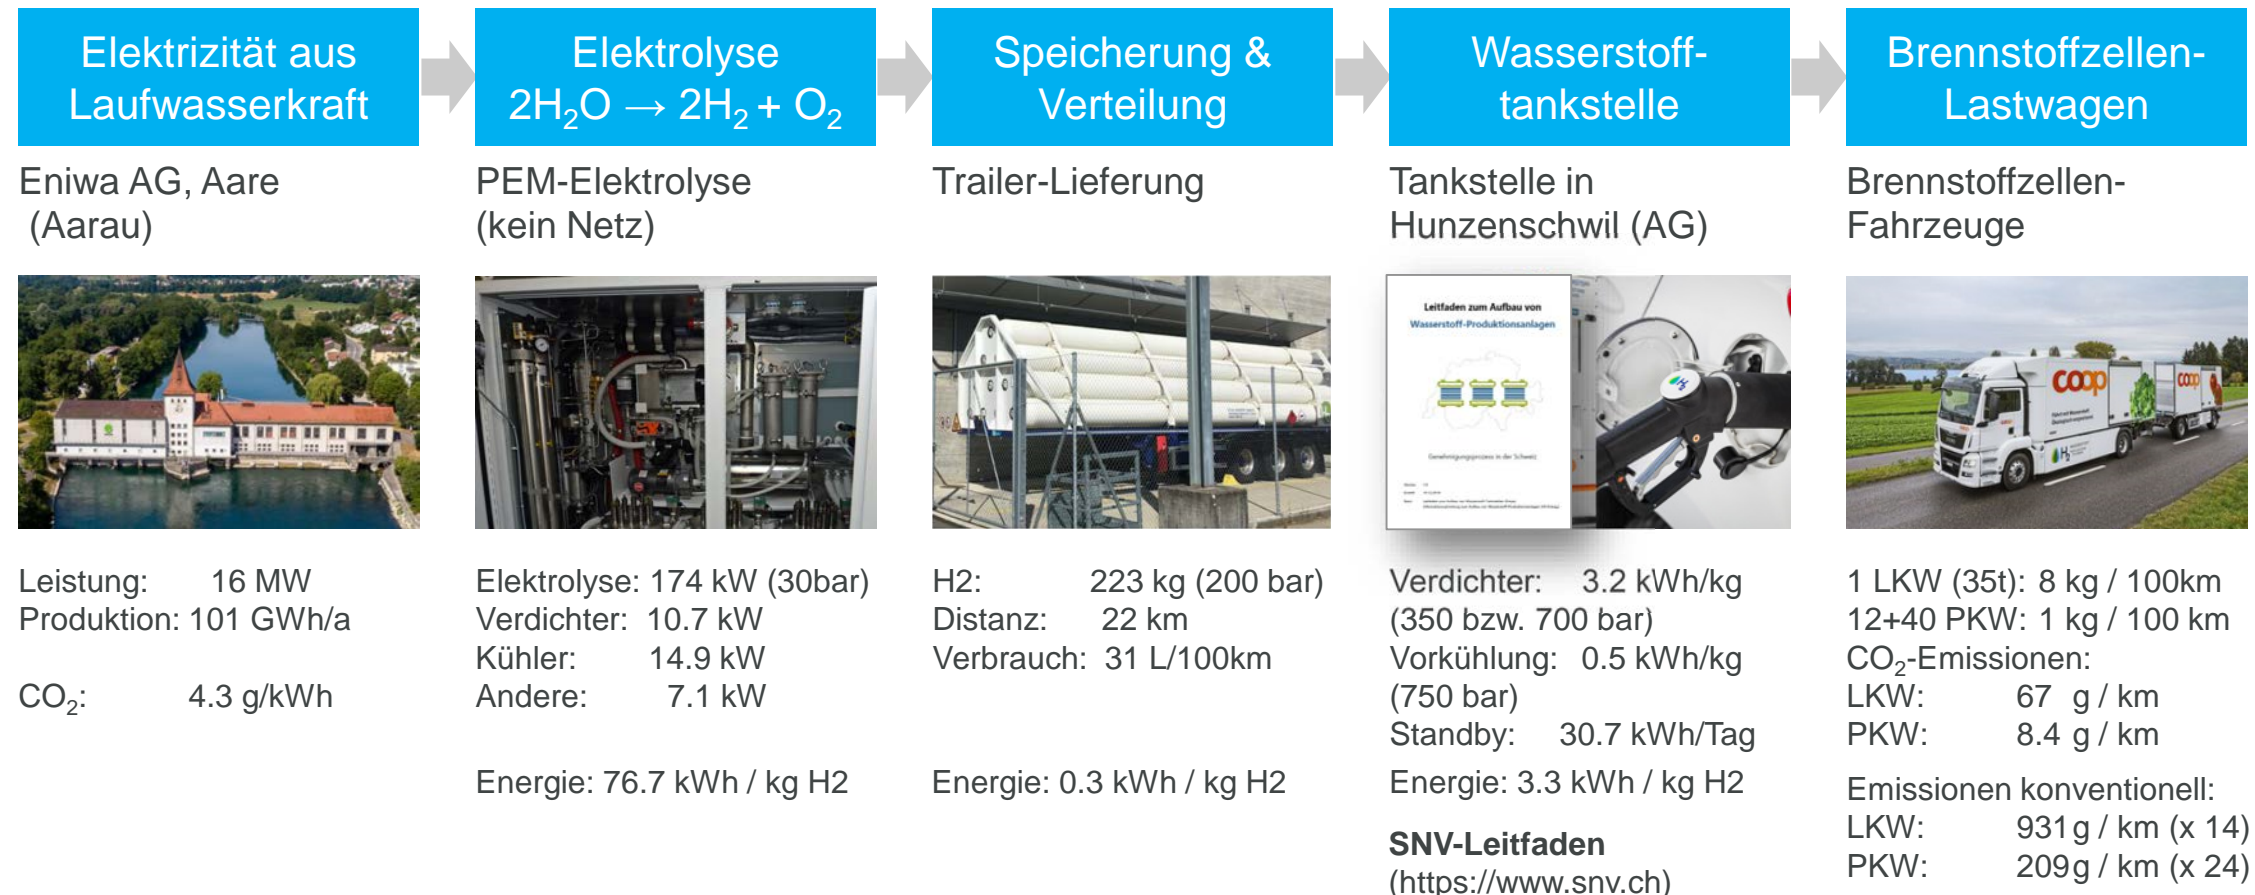 Elektrizität aus
Laufwasserkraft
Eniwa AG, Aare
(Aarau)
Leistung: 16 MW
Produktion: 101 GWh/a
CO₂: 4.3 g/kWh
Elektrolyse
2H₂O → 2H₂ + O₂
PEM-Elektrolyse
(kein Netz)
Elektrolyse: 174 kW (30bar)
Verdichter: 10.7 kW
Kühler: 14.9 kW
Andere: 7.1 kW
Energie: 76.7 kWh / kg H2
Speicherung &
Verteilung
Trailer-Lieferung
H2: 223 kg (200 bar)
Distanz: 22 km
Verbrauch: 31 L/100km
Energie: 0.3 kWh / kg H2
Wasserstoff-
tankstelle
Tankstelle in
Hunzenschwil (AG)
Leitfaden zum Aufbau von
Wasserstoff-Produktionsanlagen
Genehmigungsprozess in der Schweiz
H₂
Verdichter: 3.2 kWh/kg
(350 bzw. 700 bar)
Vorkühlung: 0.5 kWh/kg
(750 bar)
Standby: 30.7 kWh/Tag
Energie: 3.3 kWh / kg H2
SNV-Leitfaden
(https://www.snv.ch)
Brennstoffzellen-
Lastwagen
Brennstoffzellen-
Fahrzeuge
coop
coop
H₂
1 LKW (35t): 8 kg / 100km
12+40 PKW: 1 kg / 100 km
CO₂-Emissionen:
LKW: 67 g / km
PKW: 8.4 g / km
Emissionen konventionell:
LKW: 931 g / km (x 14)
PKW: 209 g / km (x 24)